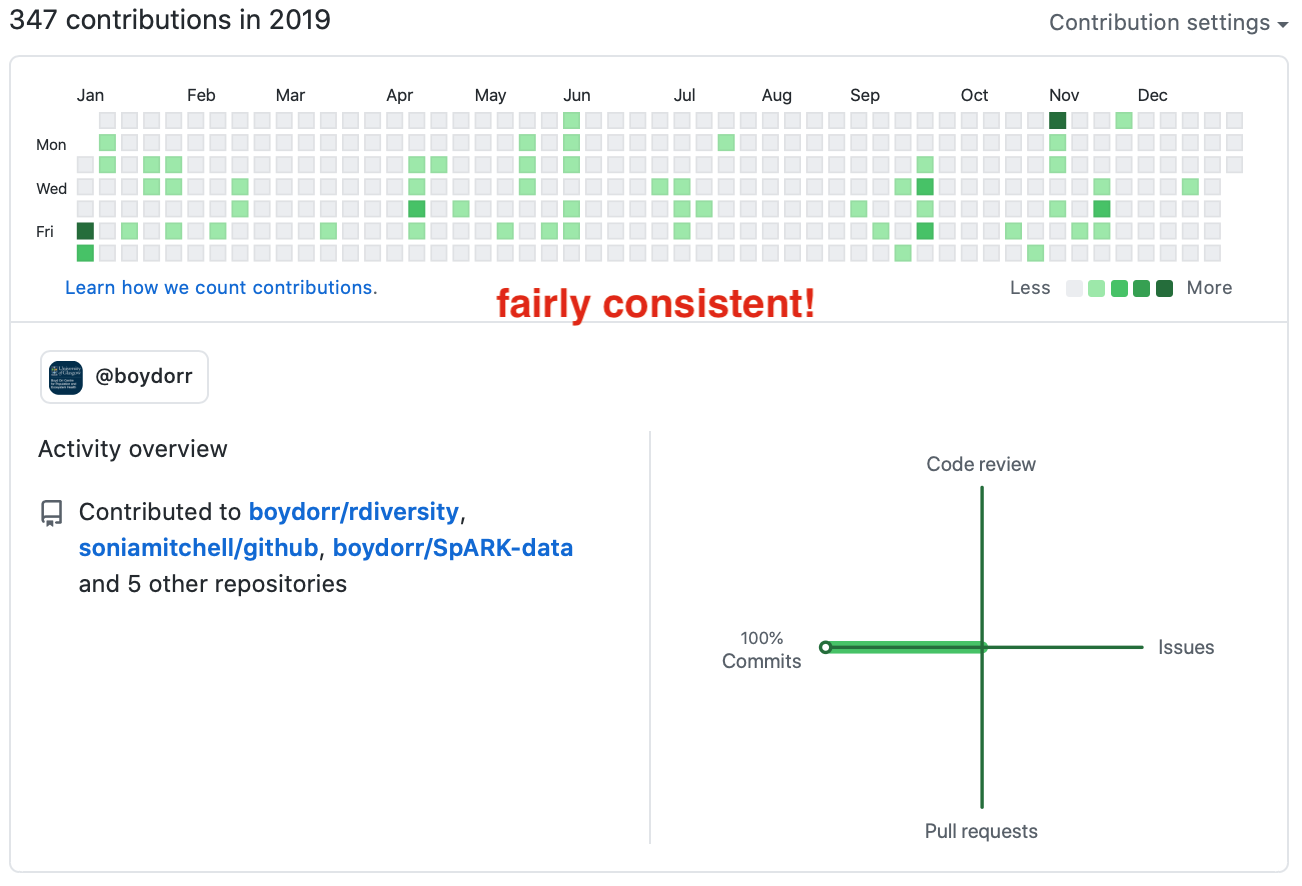 347 contributions in 2019
Contribution settings
Jan Feb Mar Apr May Jun Jul Aug Sep Oct Nov Dec
Mon
Wed
Fri
Learn how we count contributions.
Less
More
fairly consistent!
@boydorr
Activity overview
Contributed to boydorr/rdiversity,
soniamitchell/github, boydorr/SpARK-data
and 5 other repositories
Code review
100%
Commits
Issues
Pull requests